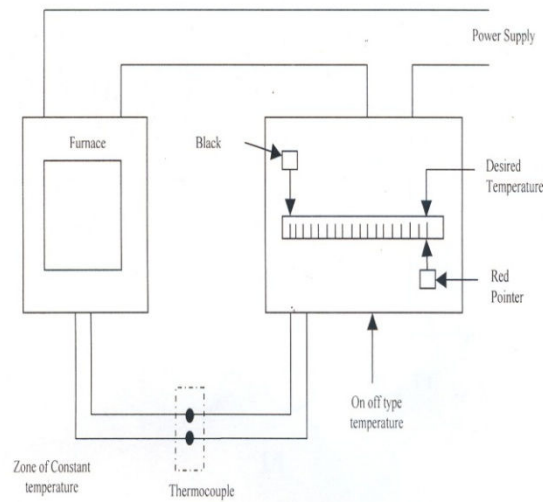 Power Supply
Furnace
Black
Desired
Temperature
Red
Pointer
On off type
temperature
Zone of Constant
temperature
Thermocouple